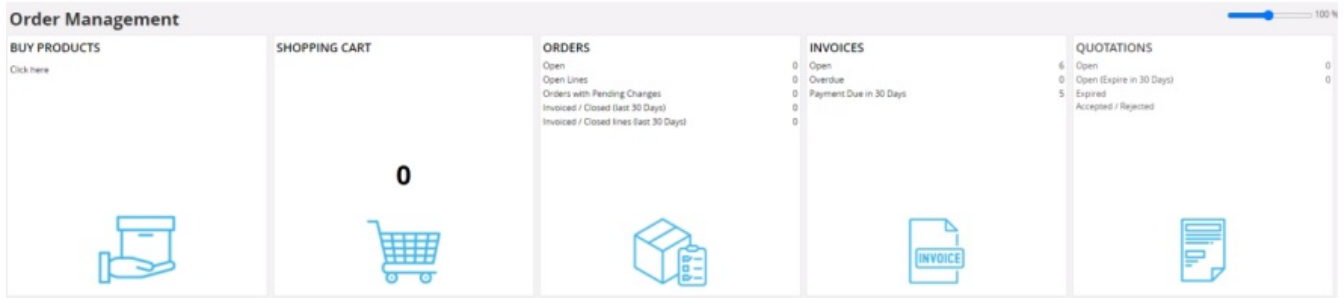 Order Management
100 %
BUY PRODUCTS
Click here
SHOPPING CART
0
ORDERS
Open 0
Open Lines 0
Orders with Pending Changes 0
Invoiced / Closed (last 30 Days) 0
Invoiced / Closed lines (last 30 Days) 0
INVOICES
Open 6
Overdue 0
Payment Due in 30 Days 5
INVOICE
QUOTATIONS
Open 0
Open (Expire in 30 Days) 0
Expired
Accepted / Rejected